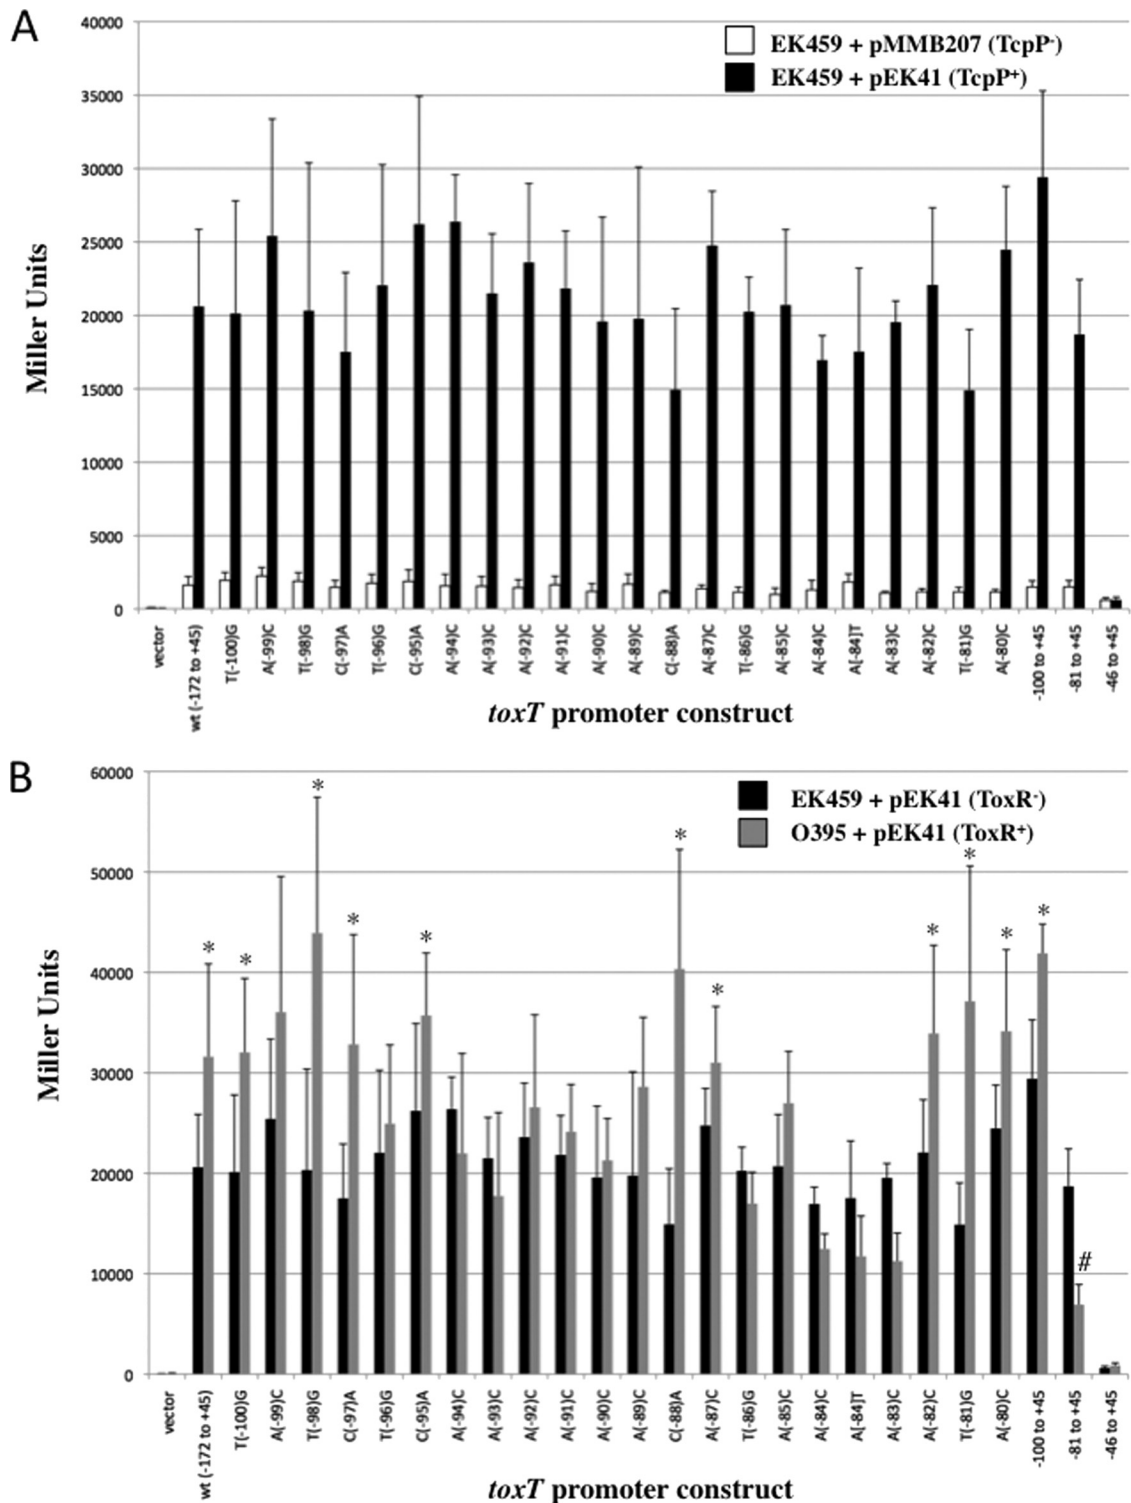 A
40000
35000
30000
25000
20000
15000
10000
5000
0
Miller Units
EK459 + pMMB207 (TcpP-)
EK459 + pEK41 (TcpP+)
vector
wt (-172 to +45)
T(-100)G
A(-99)C
T(-98)G
C(-97)A
T(-96)G
C(-95)A
A(-94)C
A(-93)C
A(-92)C
A(-91)C
A(-90)C
A(-89)C
C(-88)A
A(-87)C
T(-86)G
A(-85)C
A(-84)C
A(-84]T
A(-83)C
A(-82)C
T(-81)G
A(-80)C
-100 to +45
-81 to +45
-46 to +45
toxT promoter construct
B
60000
50000
40000
30000
20000
10000
0
Miller Units
EK459 + pEK41 (ToxR-)
O395 + pEK41 (ToxR+)
* * * * * * * * * * * #
vector
wt (-172 to +45)
T(-100)G
A(-99)C
T(-98)G
C(-97)A
T(-96)G
C(-95)A
A(-94)C
A(-93)C
A(-92)C
A(-91)C
A(-90)C
A(-89)C
C(-88)A
A(-87)C
T(-86)G
A(-85)C
A(-84)C
A(-84]T
A(-83)C
A(-82)C
T(-81)G
A(-80)C
-100 to +45
-81 to +45
-46 to +45
toxT promoter construct